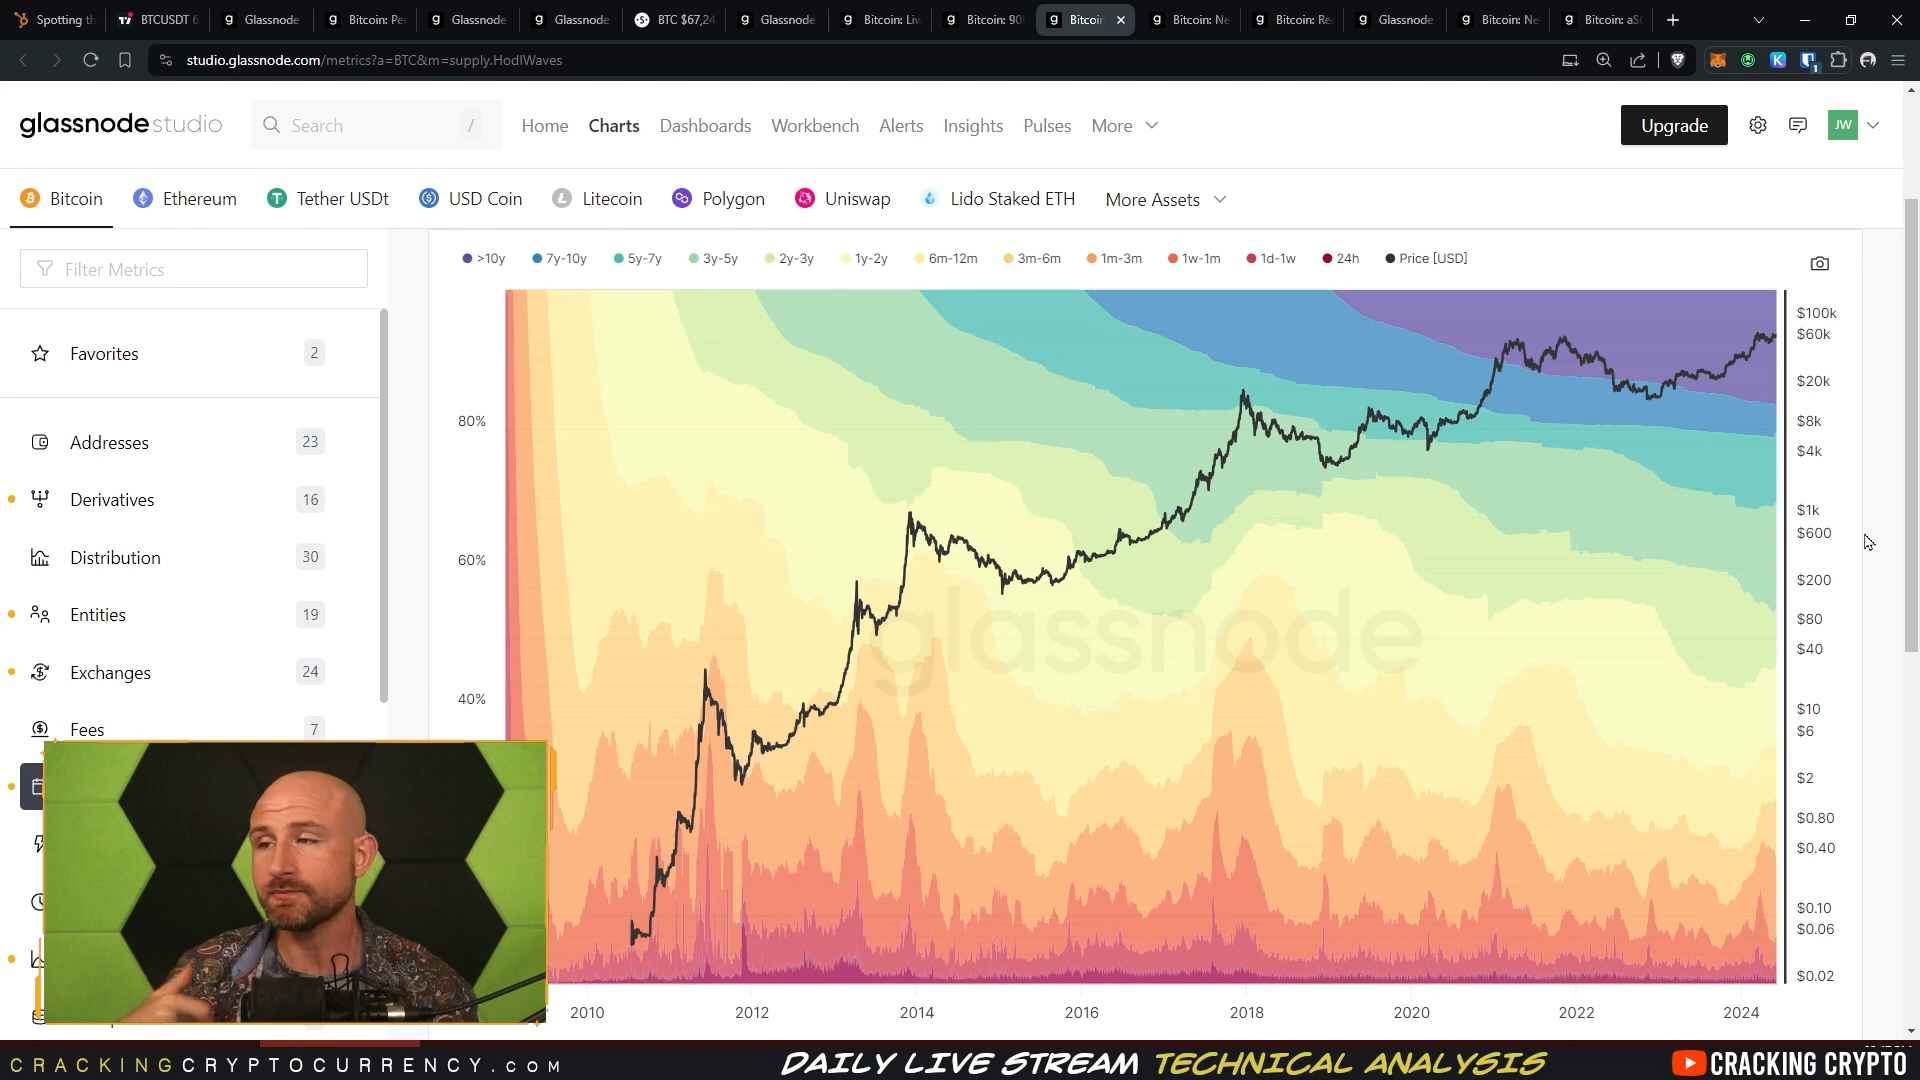 Spotting th
BTCUSDT 6
Glassnode
Bitcoin: Pe
Glassnode
Glassnode
BTC $67,24
Glassnode
Bitcoin: Liv
Bitcoin: 90
Bitcoin
Bitcoin: Ne
Bitcoin: Re
Glassnode
Bitcoin: Ne
Bitcoin: aS
studio.glassnode.com/metrics?a=BTC&m=supply.HodlWaves
glassnodestudio
Search
/
Home
Charts
Dashboards
Workbench
Alerts
Insights
Pulses
More
Upgrade
JW
Bitcoin
Ethereum
Tether USDt
USD Coin
Litecoin
Polygon
Uniswap
Lido Staked ETH
More Assets
Filter Metrics
Favorites 2
Addresses 23
Derivatives 16
Distribution 30
Entities 19
Exchanges 24
Fees 7
>10y 7y-10y 5y-7y 3y-5y 2y-3y 1y-2y 6m-12m 3m-6m 1m-3m 1w-1m 1d-1w 24h Price [USD]
80%
60%
40%
glassnode
$100k
$60k
$20k
$8k
$4k
$1k
$600
$200
$80
$40
$10
$6
$2
$0.80
$0.40
$0.10
$0.06
$0.02
2010 2012 2014 2016 2018 2020 2022 2024
CRACKINGCRYPTOCURRENCY.COM
DAILY LIVE STREAM TECHNICAL ANALYSIS
CRACKING CRYPTO